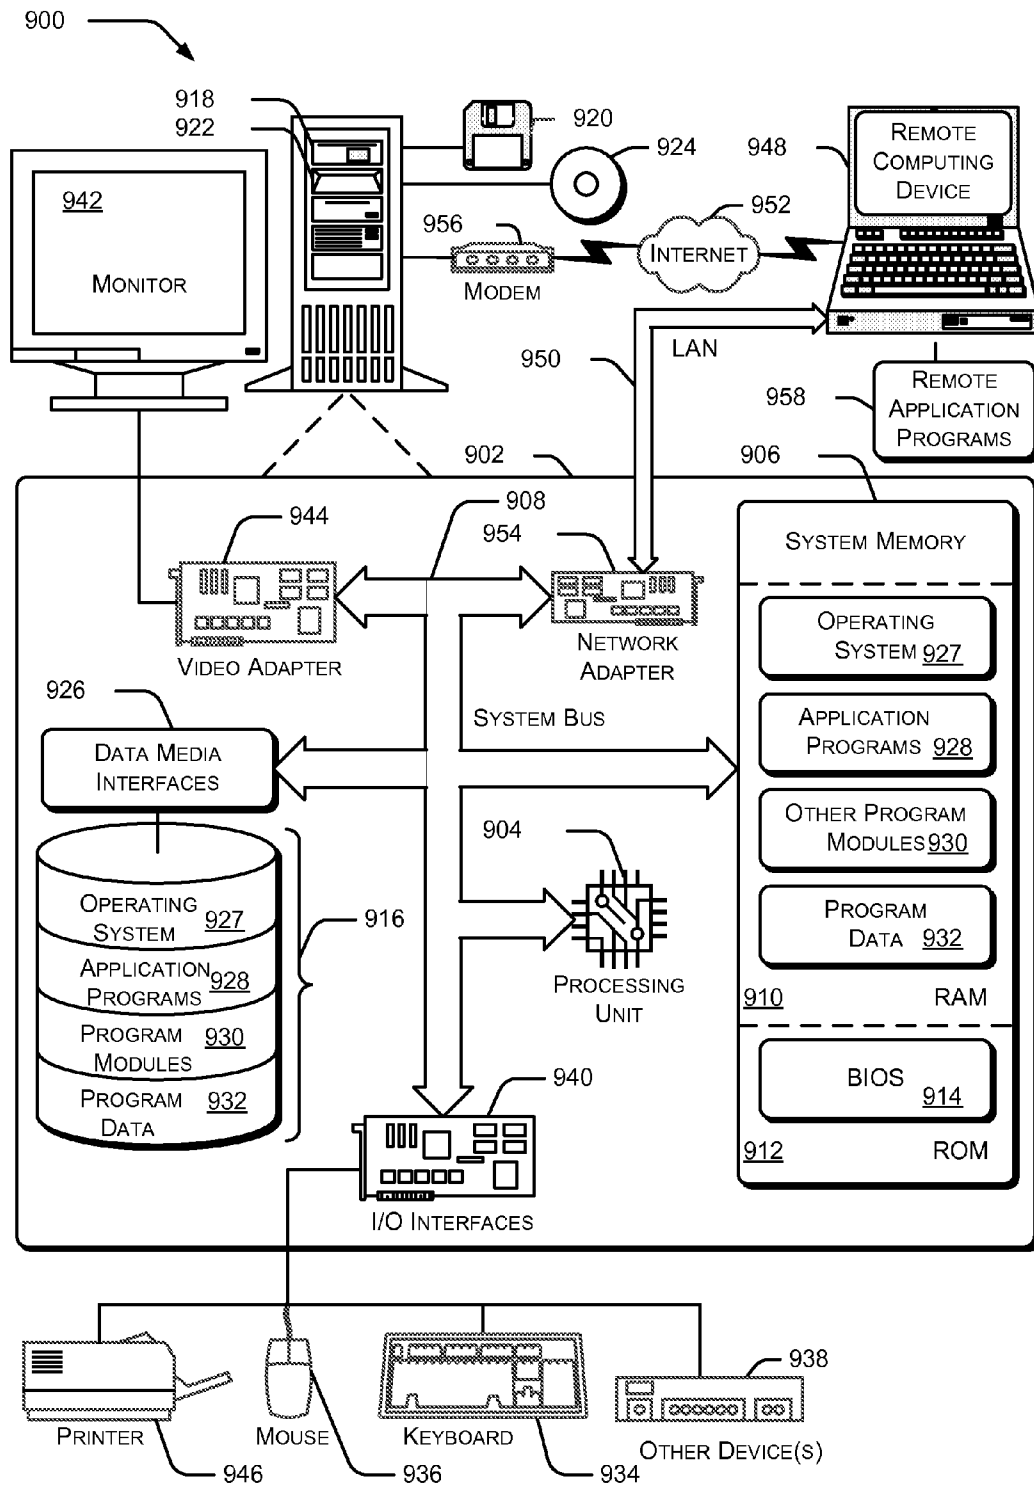 900
918
922
920
924
948
REMOTE
COMPUTING
DEVICE
942
MONITOR
956
MODEM
952
INTERNET
LAN
950
958
REMOTE
APPLICATION
PROGRAMS
902
906
944
908
954
VIDEO ADAPTER
NETWORK
ADAPTER
SYSTEM MEMORY
OPERATING
SYSTEM 927
APPLICATION
PROGRAMS 928
OTHER PROGRAM
MODULES 930
PROGRAM
DATA 932
910 RAM
BIOS 914
912 ROM
926
SYSTEM BUS
DATA MEDIA
INTERFACES
904
PROCESSING
UNIT
OPERATING
SYSTEM 927
APPLICATION
PROGRAMS 928
PROGRAM
MODULES 930
PROGRAM
DATA 932
916
940
I/O INTERFACES
PRINTER
946
MOUSE
936
KEYBOARD
934
938
OTHER DEVICE(S)